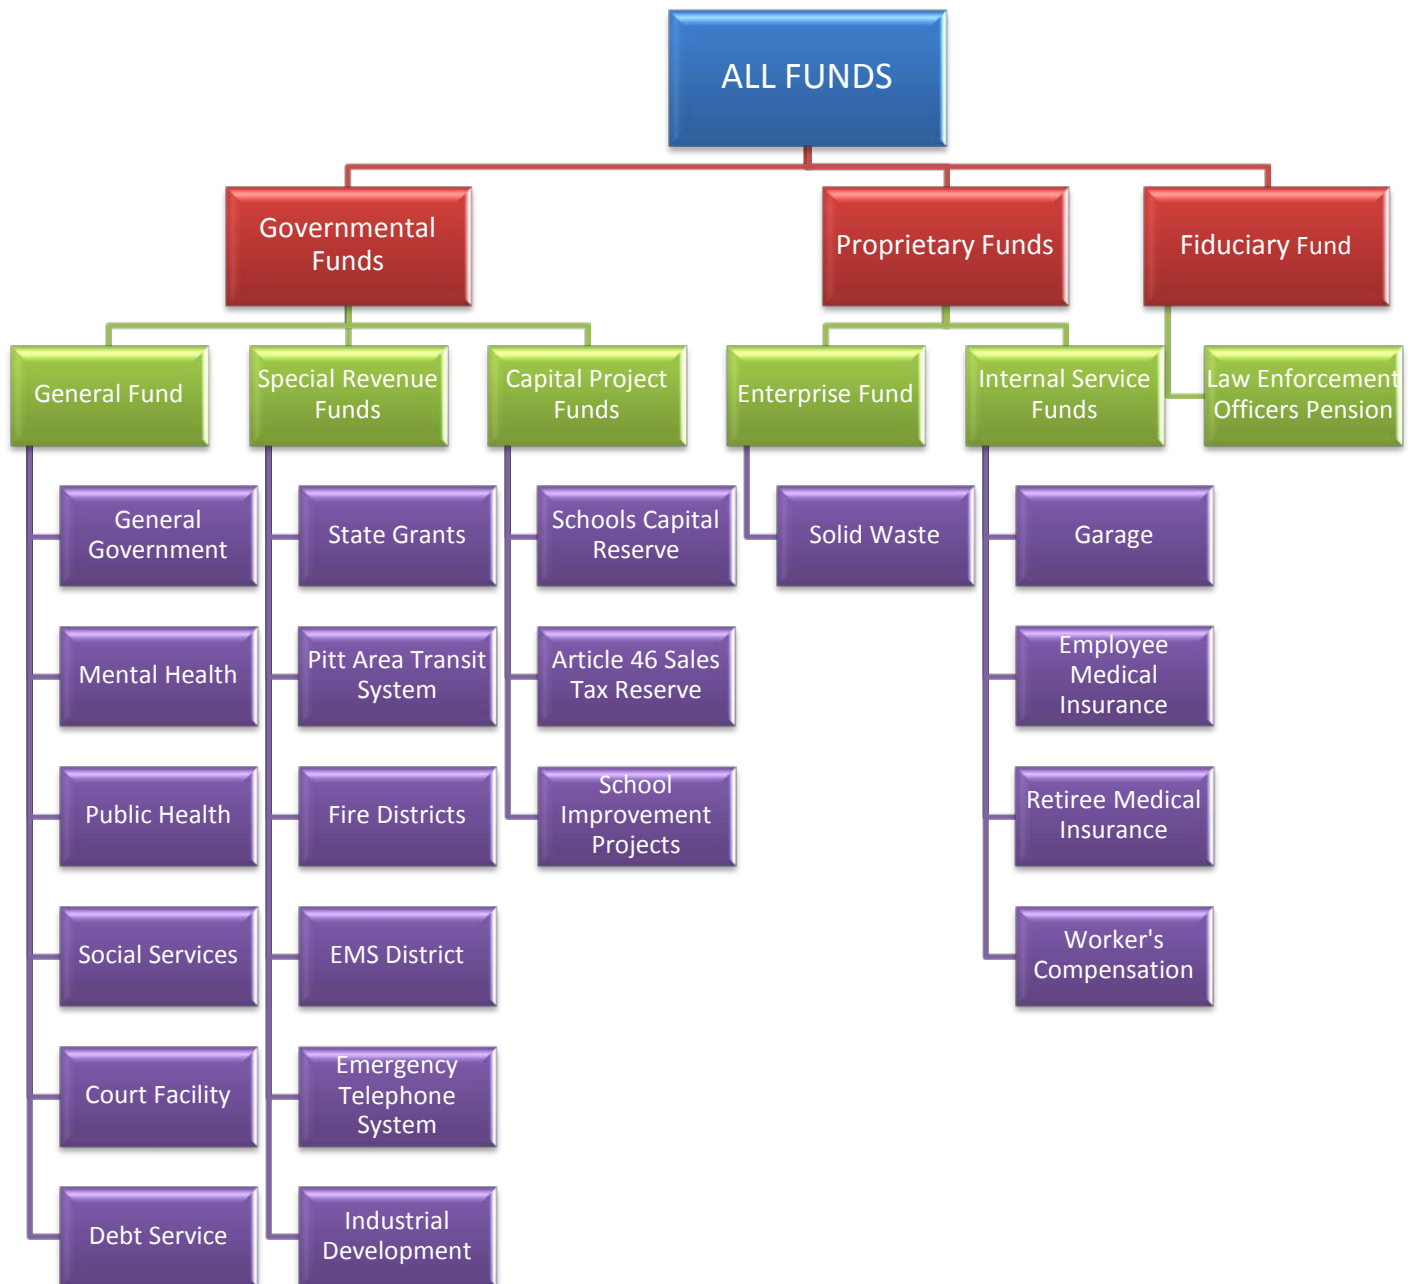 ALL FUNDS
Governmental
Funds
Proprietary Funds
Fiduciary Fund
General Fund
Special Revenue
Funds
Capital Project
Funds
Enterprise Fund
Internal Service
Funds
Law Enforcement
Officers Pension
General
Government
Mental Health
Public Health
Social Services
Court Facility
Debt Service
State Grants
Pitt Area Transit
System
Fire Districts
EMS District
Emergency
Telephone
System
Industrial
Development
Schools Capital
Reserve
Article 46 Sales
Tax Reserve
School
Improvement
Projects
Solid Waste
Garage
Employee
Medical
Insurance
Retiree Medical
Insurance
Worker's
Compensation